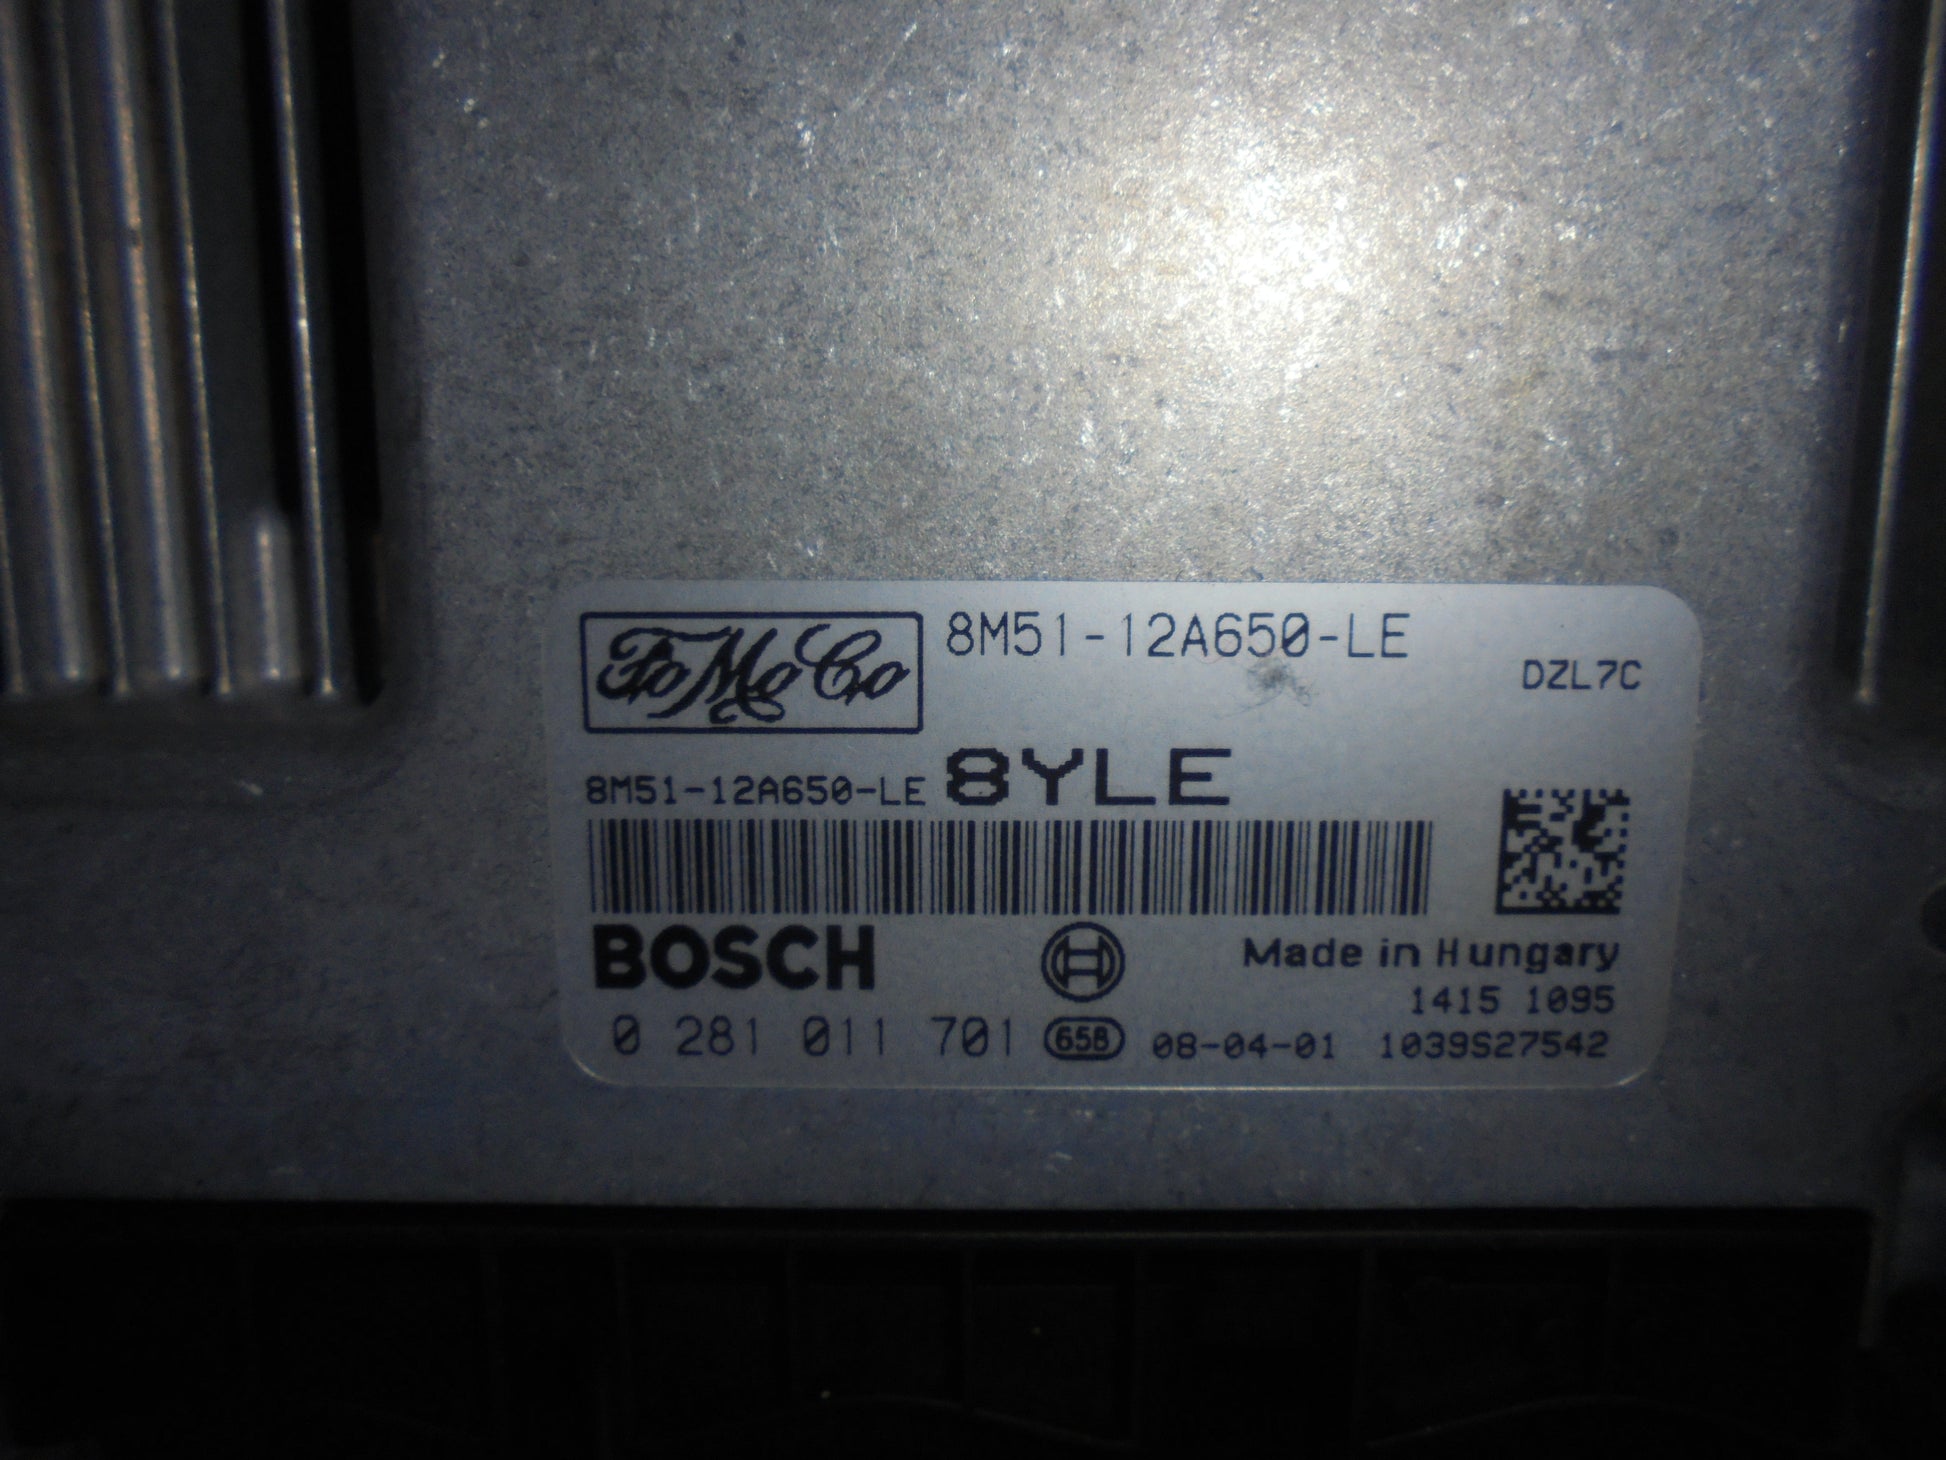 FoMoCo 8M51-12A650-LE
DZL7C
8M51-12A650-LE 8YLE
BOSCH
Made in Hungary
1415 1095
0 281 011 701 658 08-04-01 1039S27542